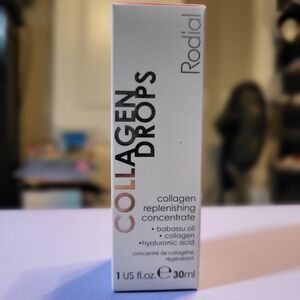 Rodial
COLLAGEN
DROPS
collagen
replenishing
concentrate
• babassu oil
• collagen
•hyaluronic acid
concentré de collagène
régénérant
1 US fl.oz. ℮ 30ml